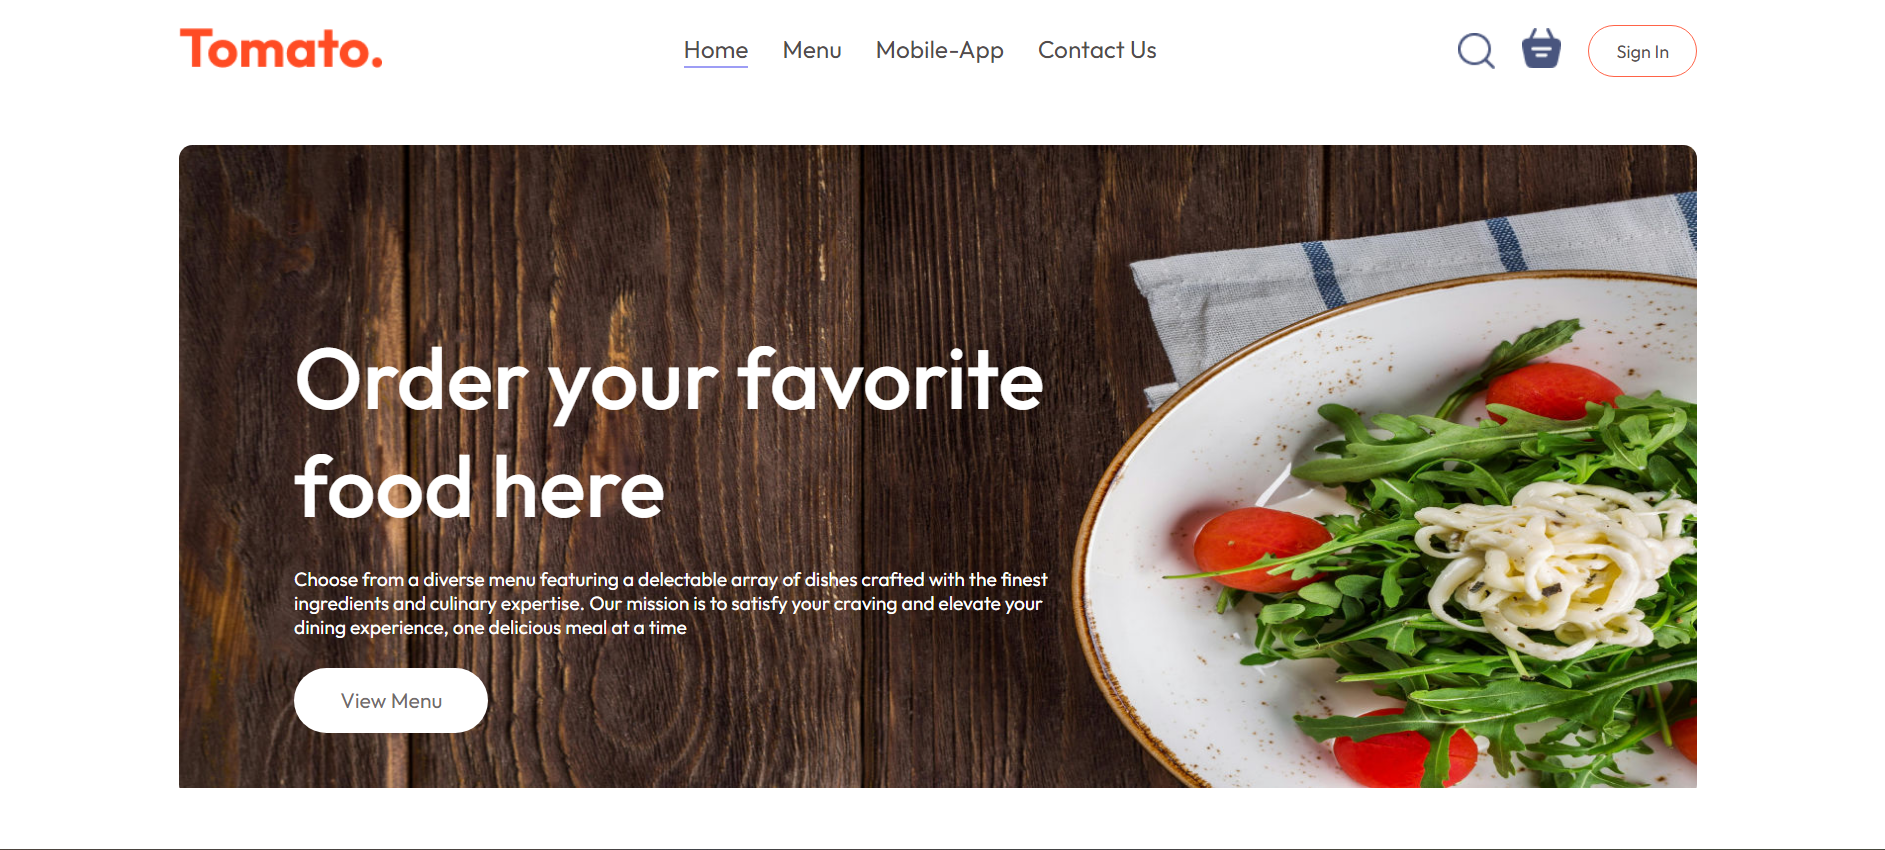 Tomato.
Home Menu Mobile-App Contact Us
Sign In
Order your favorite
food here
Choose from a diverse menu featuring a delectable array of dishes crafted with the finest
ingredients and culinary expertise. Our mission is to satisfy your craving and elevate your
dining experience, one delicious meal at a time
View Menu